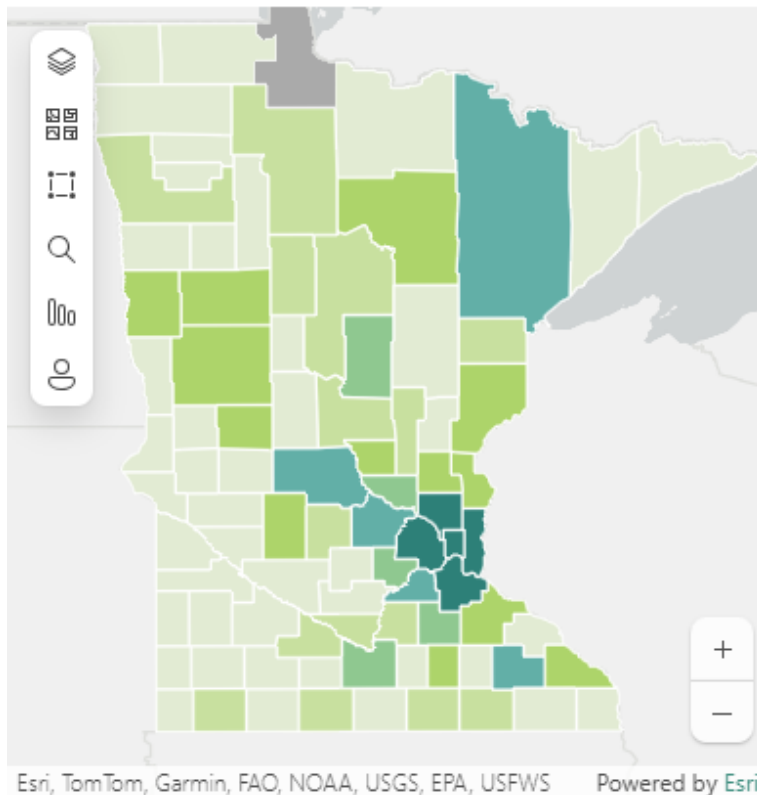 +
−
Esri, TomTom, Garmin, FAO, NOAA, USGS, EPA, USFWS Powered by Esri